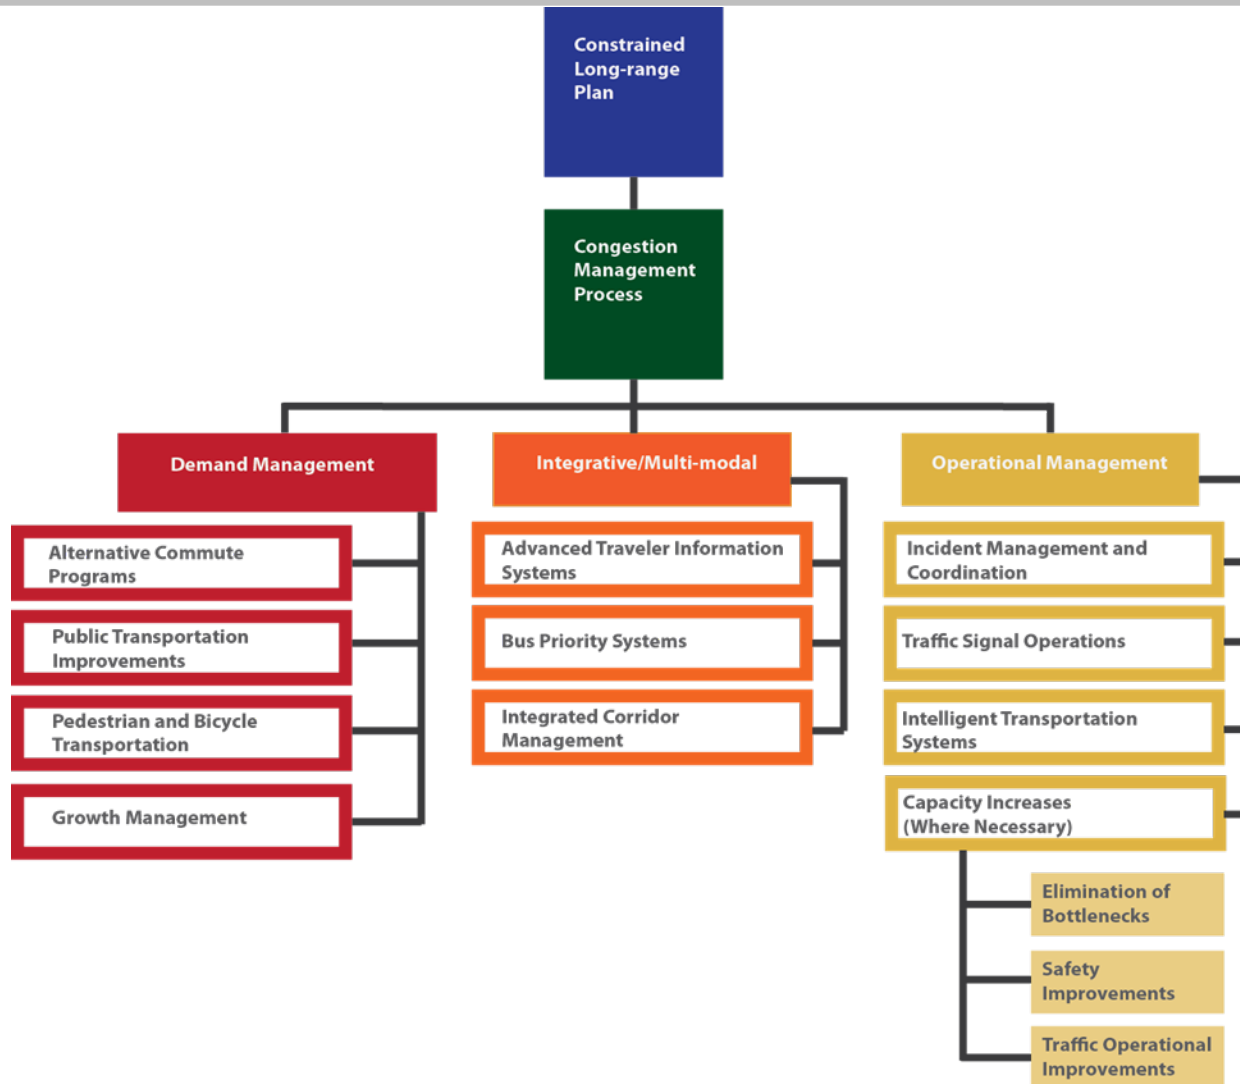 Constrained
Long-range
Plan
Congestion
Management
Process
Demand Management
Alternative Commute
Programs
Public Transportation
Improvements
Pedestrian and Bicycle
Transportation
Growth Management
Integrative/Multi-modal
Advanced Traveler Information
Systems
Bus Priority Systems
Integrated Corridor
Management
Operational Management
Incident Management and
Coordination
Traffic Signal Operations
Intelligent Transportation
Systems
Capacity Increases
(Where Necessary)
Elimination of
Bottlenecks
Safety
Improvements
Traffic Operational
Improvements